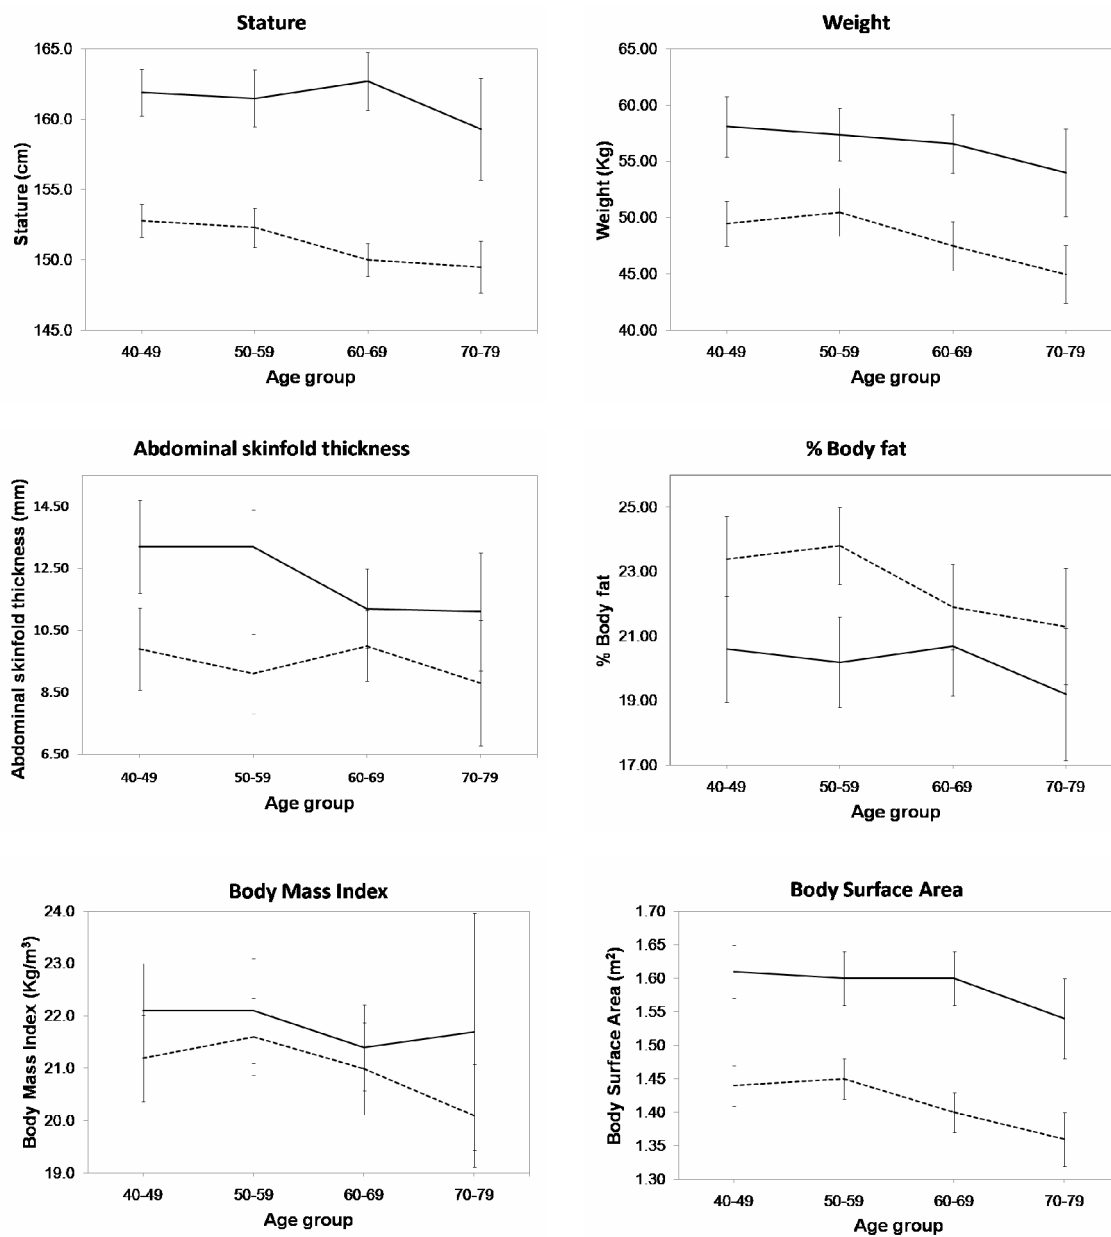 Stature
165.0
160.0
155.0
150.0
145.0
Stature (cm)
40-49 50-59 60-69 70-79
Age group
Weight
65.00
60.00
55.00
50.00
45.00
40.00
Weight (Kg)
40-49 50-59 60-69 70-79
Age group
Abdominal skinfold thickness
14.50
12.50
10.50
8.50
6.50
Abdominal skinfold thickness (mm)
40-49 50-59 60-69 70-79
Age group
% Body fat
25.00
23.00
21.00
19.00
17.00
% Body fat
40-49 50-59 60-69 70-79
Age group
Body Mass Index
24.0
23.0
22.0
21.0
20.0
19.0
Body Mass Index (Kg/m³)
40-49 50-59 60-69 70-79
Age group
Body Surface Area
1.70
1.65
1.60
1.55
1.50
1.45
1.40
1.35
1.30
Body Surface Area (m²)
40-49 50-59 60-69 70-79
Age group